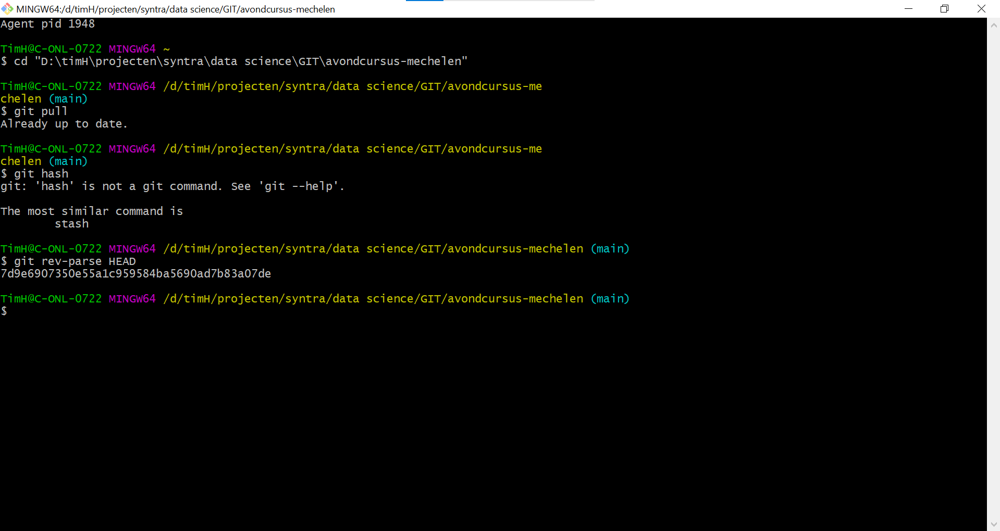 MINGW64:/d/timH/projecten/syntra/data science/GIT/avondcursus-mechelen
Agent pid 1948
TimH@C-ONL-0722 MINGW64 ~
$ cd "D:\timH\projecten\syntra\data science\GIT\avondcursus-mechelen"
TimH@C-ONL-0722 MINGW64 /d/timH/projecten/syntra/data science/GIT/avondcursus-me
chelen (main)
$ git pull
Already up to date.
TimH@C-ONL-0722 MINGW64 /d/timH/projecten/syntra/data science/GIT/avondcursus-me
chelen (main)
$ git hash
git: 'hash' is not a git command. See 'git --help'.
The most similar command is
stash
TimH@C-ONL-0722 MINGW64 /d/timH/projecten/syntra/data science/GIT/avondcursus-mechelen (main)
$ git rev-parse HEAD
7d9e6907350e55a1c959584ba5690ad7b83a07de
TimH@C-ONL-0722 MINGW64 /d/timH/projecten/syntra/data science/GIT/avondcursus-mechelen (main)
$